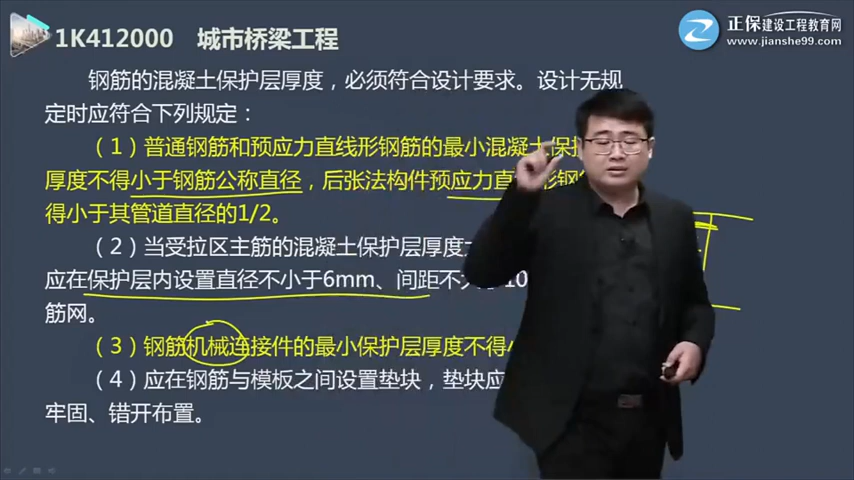 1K412000 城市桥梁工程
正保建设工程教育网
www.jianshe99.com
钢筋的混凝土保护层厚度，必须符合设计要求。设计无规
定时应符合下列规定：
（1）普通钢筋和预应力直线形钢筋的最小混凝土保护
厚度不得小于钢筋公称直径，后张法构件预应力直线形钢
得小于其管道直径的1/2。
（2）当受拉区主筋的混凝土保护层厚度
应在保护层内设置直径不小于6mm、间距不大于10
筋网。
（3）钢筋机械连接件的最小保护层厚度不得小
（4）应在钢筋与模板之间设置垫块，垫块应
牢固、错开布置。